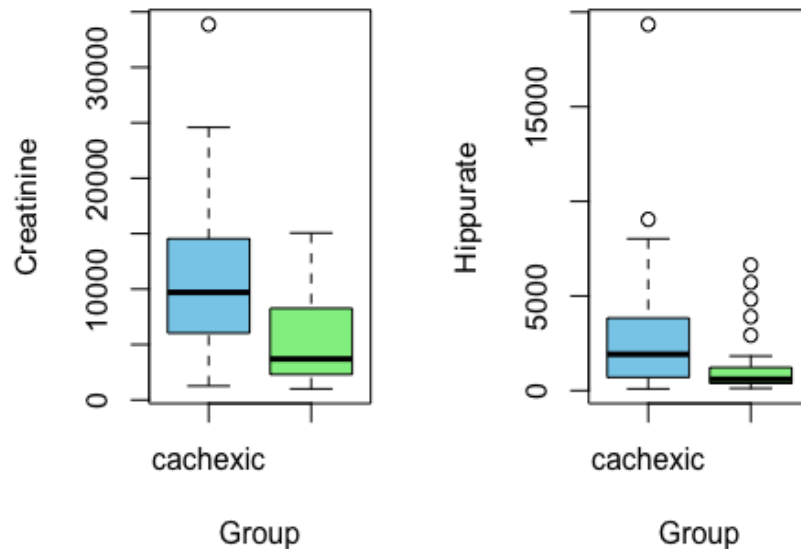 Creatinine
30000
20000
10000
0
cachexic
Group
Hippurate
15000
5000
0
cachexic
Group